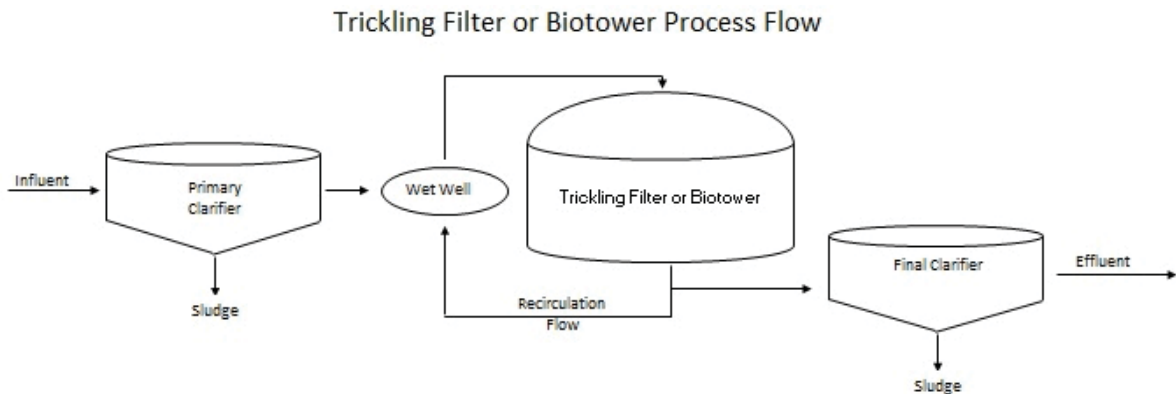 Trickling Filter or Biotower Process Flow
Influent
Primary
Clarifier
Sludge
Wet Well
Trickling Filter or Biotower
Recirculation
Flow
Final Clarifier
Effluent
Sludge